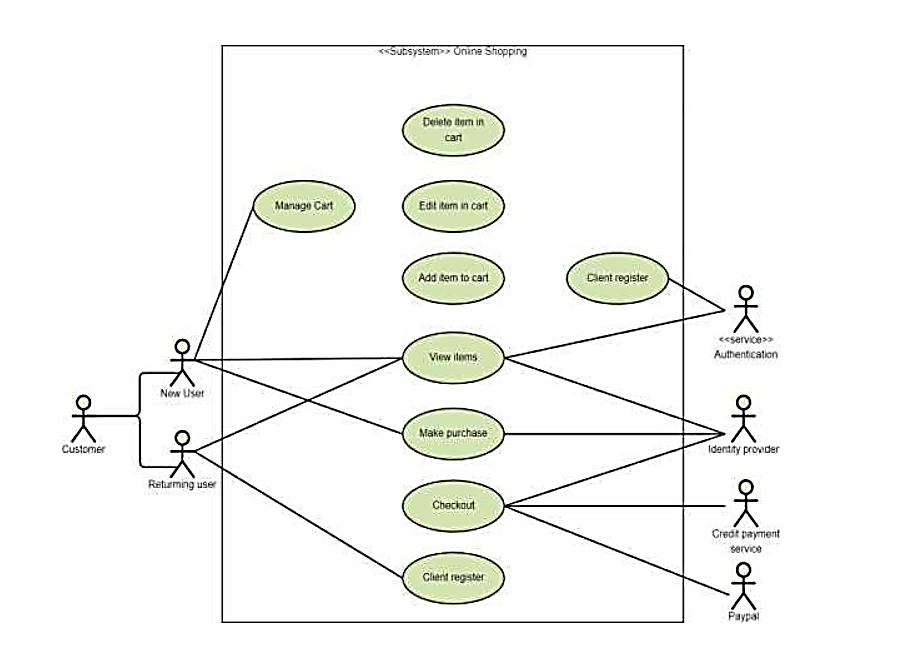 <<Subsystem>> Online Shopping
Delete item in
cart
Manage Cart
Edit item in cart
Add item to cart
Client register
<<service>>
Authentication
View items
New User
Customer
Make purchase
Identity provider
Returning user
Checkout
Credit payment
service
Client register
Paypal